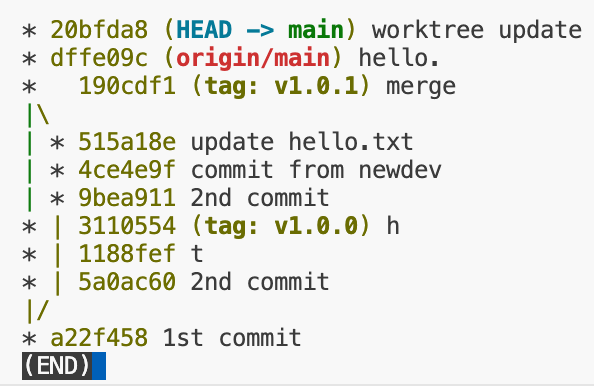 * 20bfda8 (HEAD -> main) worktree update
* dffe09c (origin/main) hello.
*   190cdf1 (tag: v1.0.1) merge
|\
| * 515a18e update hello.txt
| * 4ce4e9f commit from newdev
| * 9bea911 2nd commit
* | 3110554 (tag: v1.0.0) h
* | 1188fef t
* | 5a0ac60 2nd commit
|/
* a22f458 1st commit
(END)